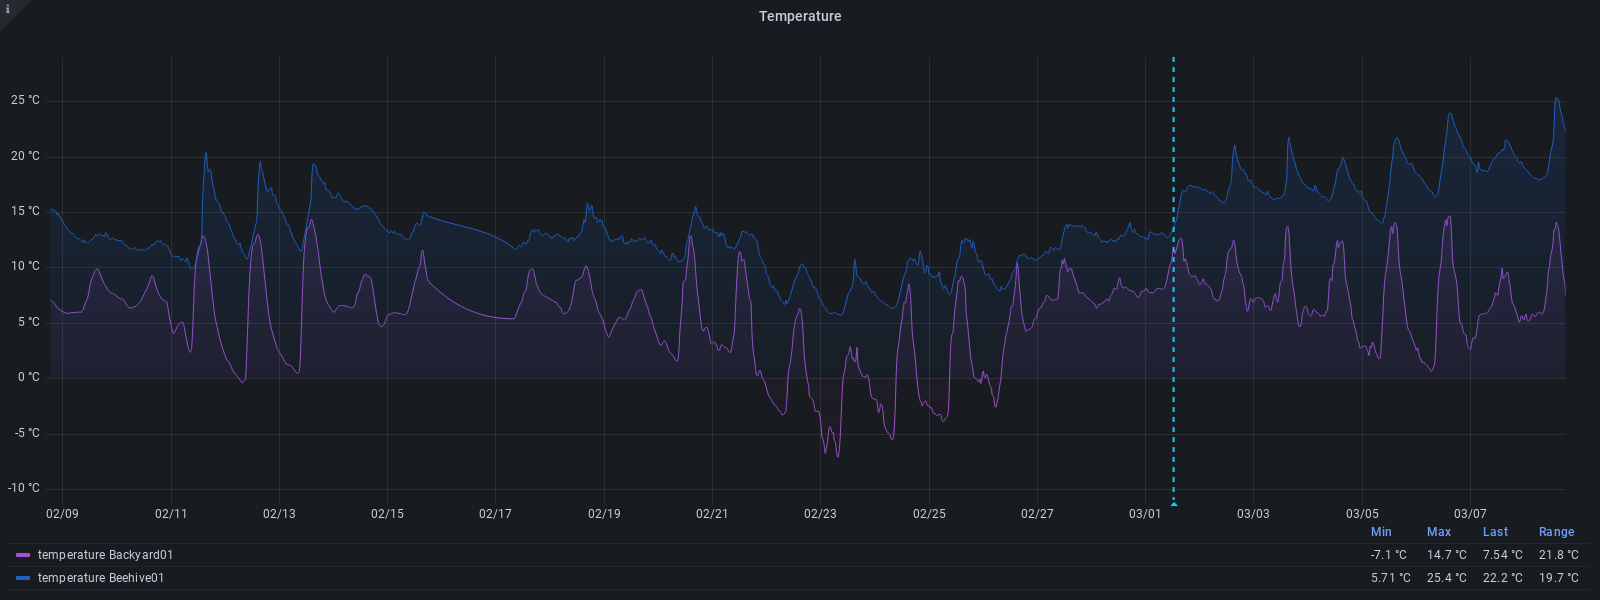 i
Temperature
25 °C
20 °C
15 °C
10 °C
5 °C
0 °C
-5 °C
-10 °C
02/09 02/11 02/13 02/15 02/17 02/19 02/21 02/23 02/25 02/27 03/01 03/03 03/05 03/07
Min Max Last Range
temperature Backyard01 -7.1 °C 14.7 °C 7.54 °C 21.8 °C
temperature Beehive01 5.71 °C 25.4 °C 22.2 °C 19.7 °C